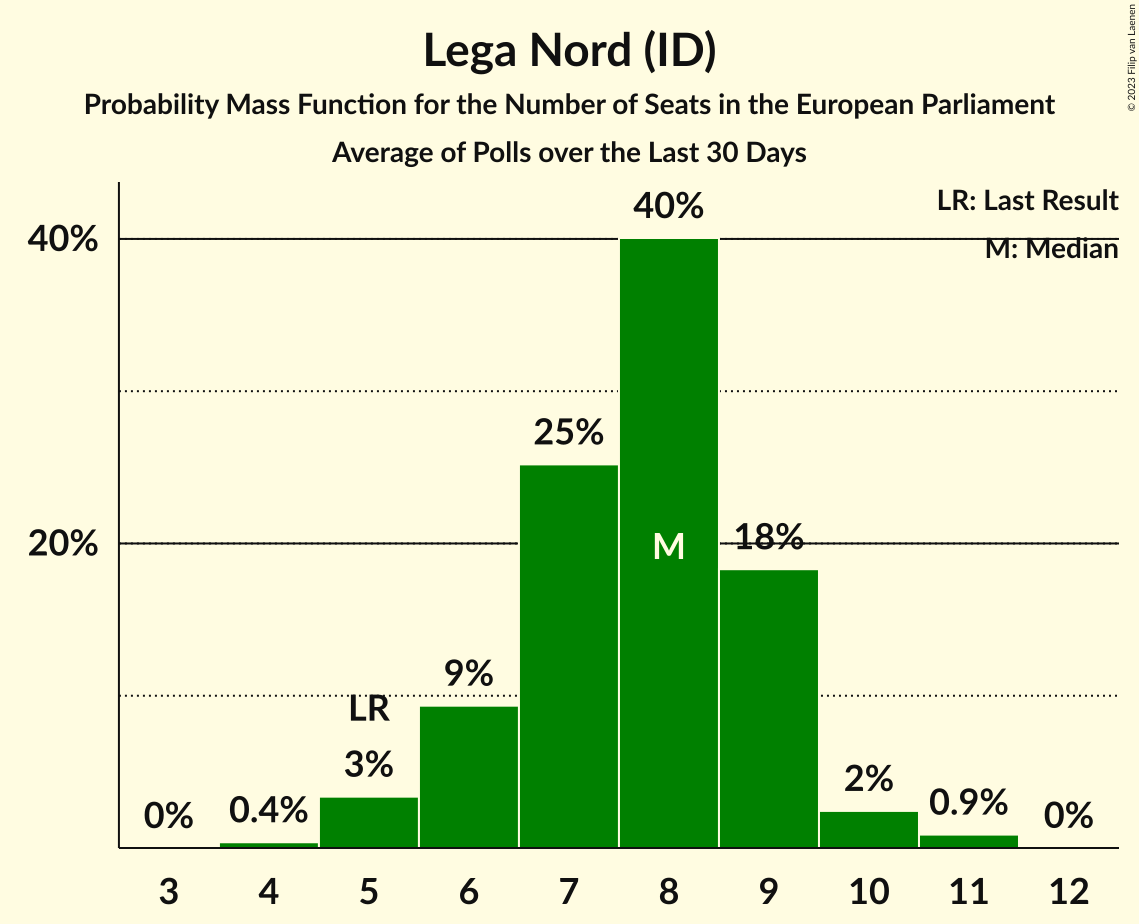 Lega Nord (ID)
Probability Mass Function for the Number of Seats in the European Parliament
Average of Polls over the Last 30 Days
© 2023 Filip van Laenen
LR: Last Result
M: Median
40%
20%
0%
0.4%
LR
3%
9%
25%
40%
M
18%
2%
0.9%
0%
3 4 5 6 7 8 9 10 11 12